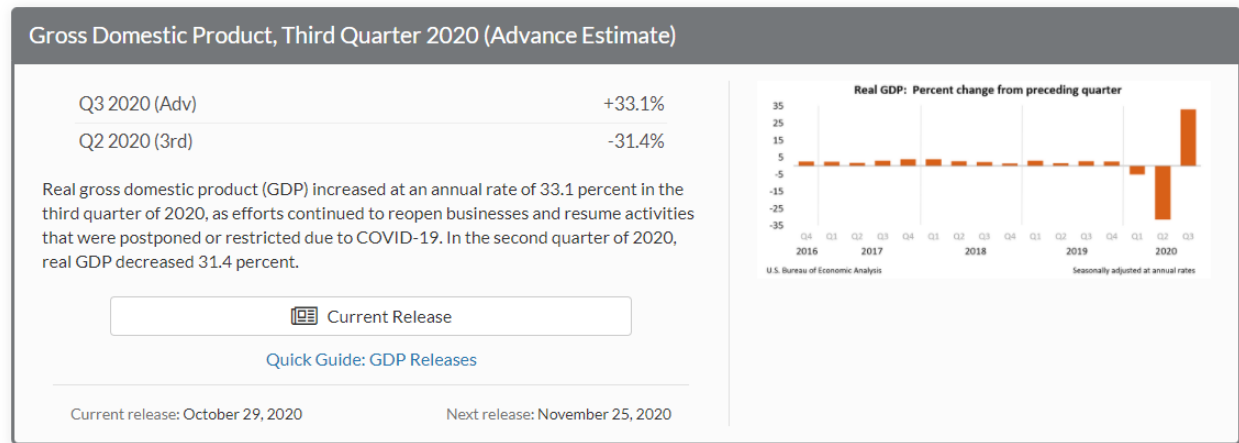 Gross Domestic Product, Third Quarter 2020 (Advance Estimate)
Q3 2020 (Adv) +33.1%
Q2 2020 (3rd) -31.4%
Real gross domestic product (GDP) increased at an annual rate of 33.1 percent in the
third quarter of 2020, as efforts continued to reopen businesses and resume activities
that were postponed or restricted due to COVID-19. In the second quarter of 2020,
real GDP decreased 31.4 percent.
Current Release
Quick Guide: GDP Releases
Current release: October 29, 2020 Next release: November 25, 2020
Real GDP: Percent change from preceding quarter
35
25
15
5
-5
-15
-25
-35
Q4 Q1 Q2 Q3 Q4 Q1 Q2 Q3 Q4 Q1 Q2 Q3 Q4 Q1 Q2 Q3
2016 2017 2018 2019 2020
U.S. Bureau of Economic Analysis Seasonally adjusted at annual rates